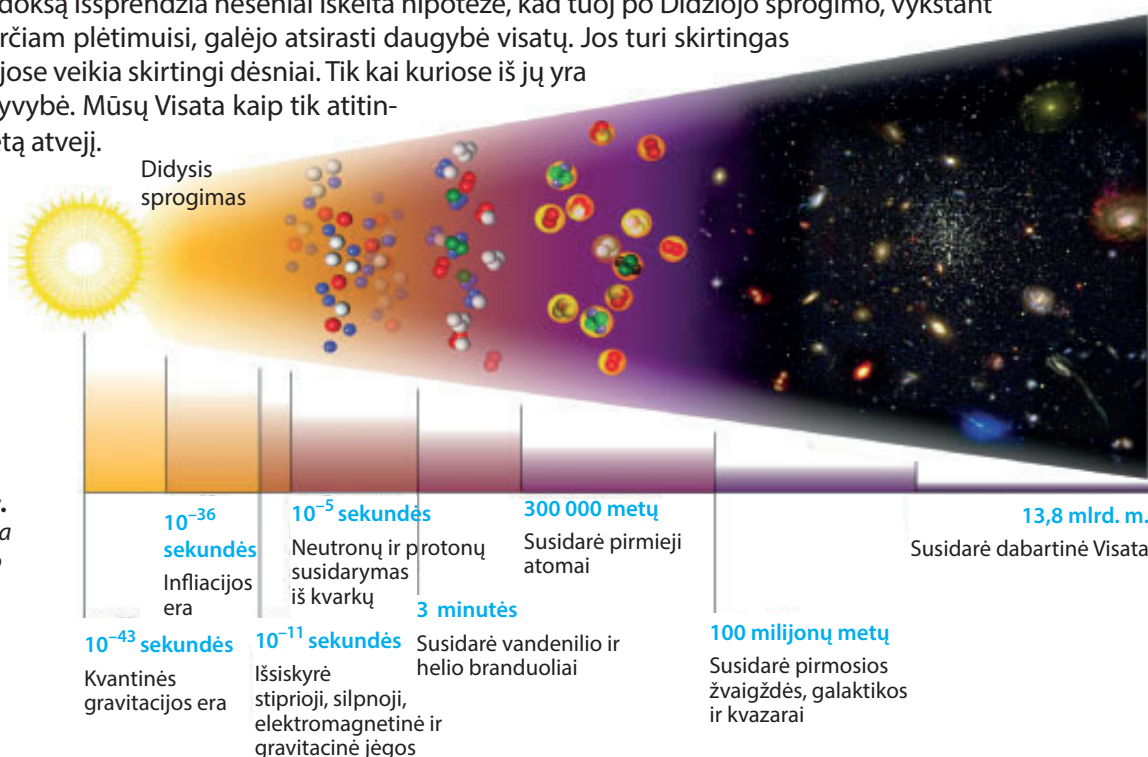 doksą išsprendžia neseniai iškelta hipotezė, kad tuoj po Didžiojo sprogimo, vykstant
rčiam plėtimuisi, galėjo atsirasti daugybė visatų. Jos turi skirtingas
jose veikia skirtingi dėsniai. Tik kai kuriose iš jų yra
yvybė. Mūsų Visata kaip tik atitin-
etą atvejį.
Didysis
sprogimas
10⁻⁴³ sekundės
Kvantinės
gravitacijos era
10⁻³⁶
sekundės
Infliacijos
era
10⁻¹¹ sekundės
Išsiskyrė
stiprioji, silpnoji,
elektromagnetinė ir
gravitacinė jėgos
10⁻⁵ sekundės
Neutronų ir protonų
susidarymas
iš kvarkų
3 minutės
Susidarė vandenilio ir
helio branduoliai
300 000 metų
Susidarė pirmieji
atomai
100 milijonų metų
Susidarė pirmosios
žvaigždės, galaktikos
ir kvazarai
13,8 mlrd. m.
Susidarė dabartinė Visata